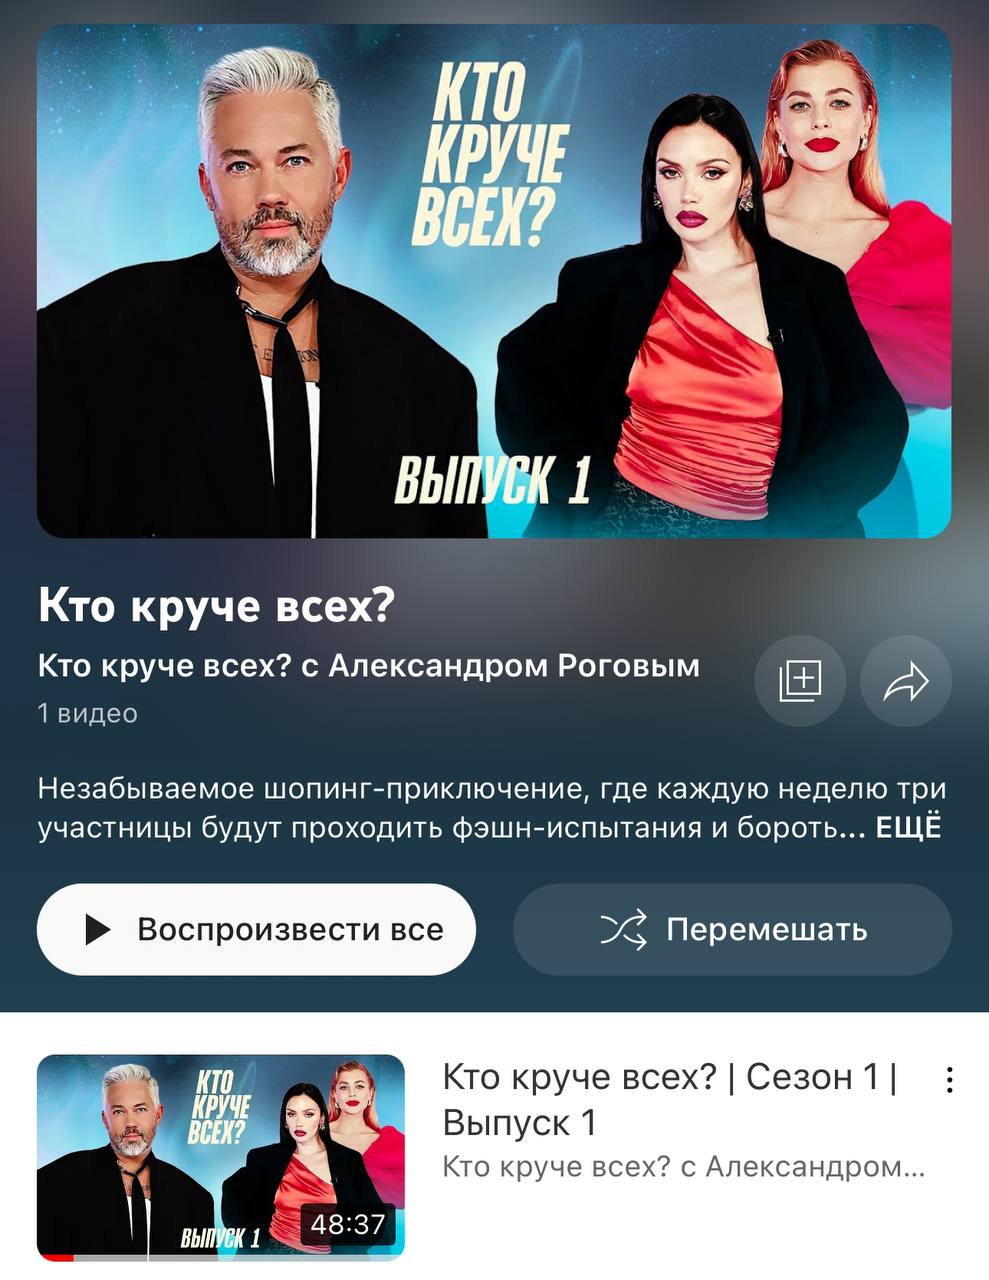 КТО
КРУЧЕ
ВСЕХ?
ВЫПУСК 1
Кто круче всех?
Кто круче всех? с Александром Роговым
1 видео
Незабываемое шопинг-приключение, где каждую неделю три
участницы будут проходить фэшн-испытания и бороть... ЕЩЁ
Воспроизвести все
Перемешать
КТО
КРУЧЕ
ВСЕХ?
ВЫПУСК 1
48:37
Кто круче всех? | Сезон 1 |
Выпуск 1
Кто круче всех? с Александром...